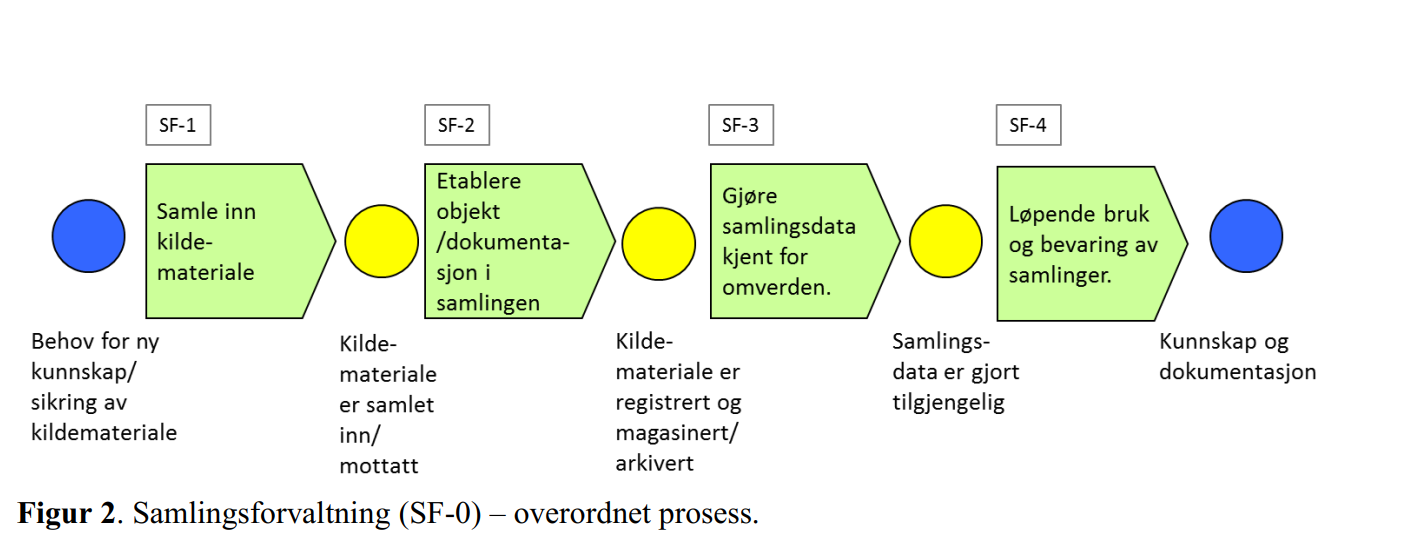 SF-1
SF-2
SF-3
SF-4
Samle inn
kilde-
materiale
Etablere
objekt
/dokumenta-
sjon i
samlingen
Gjøre
samlingsdata
kjent for
omverden.
Løpende bruk
og bevaring av
samlinger.
Behov for ny
kunnskap/
sikring av
kildemateriale
Kilde-
materiale
er samlet
inn/
mottatt
Kilde-
materiale er
registrert og
magasinert/
arkivert
Samlings-
data er gjort
tilgjengelig
Kunnskap og
dokumentasjon
Figur 2. Samlingsforvaltning (SF-0) – overordnet prosess.